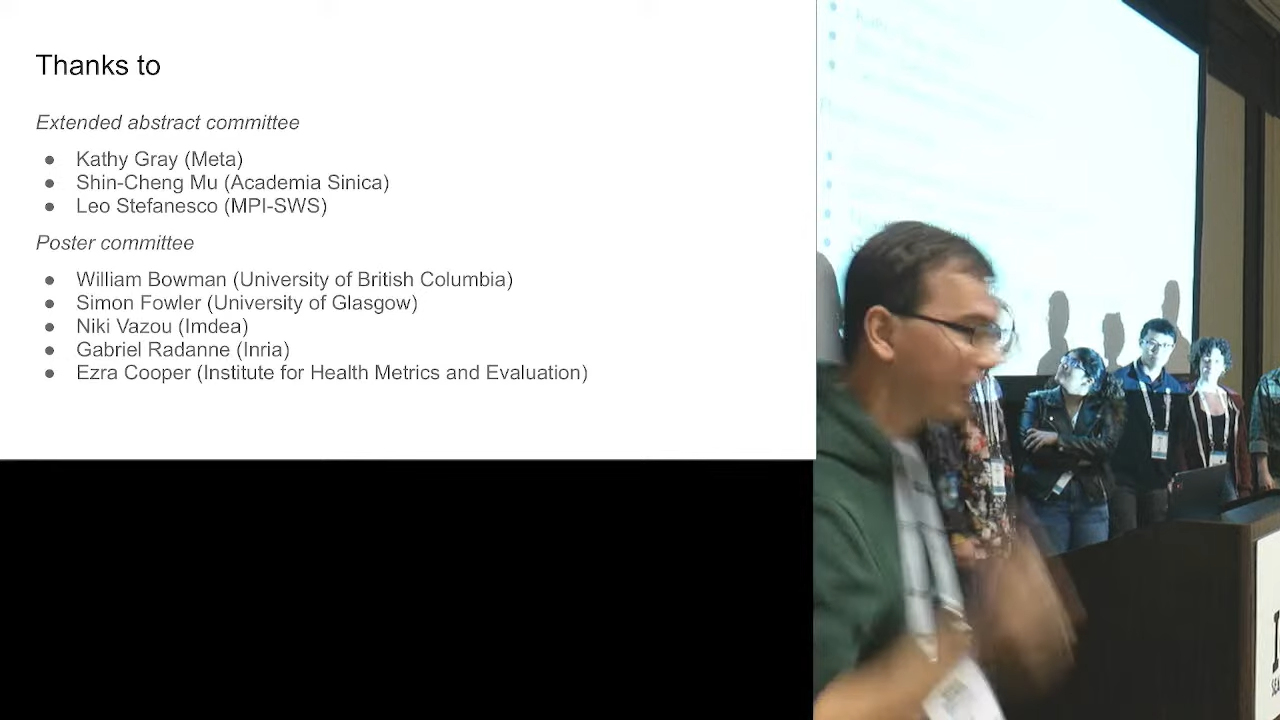 Thanks to
Extended abstract committee
● Kathy Gray (Meta)
● Shin-Cheng Mu (Academia Sinica)
● Leo Stefanesco (MPI-SWS)
Poster committee
● William Bowman (University of British Columbia)
● Simon Fowler (University of Glasgow)
● Niki Vazou (Imdea)
● Gabriel Radanne (Inria)
● Ezra Cooper (Institute for Health Metrics and Evaluation)